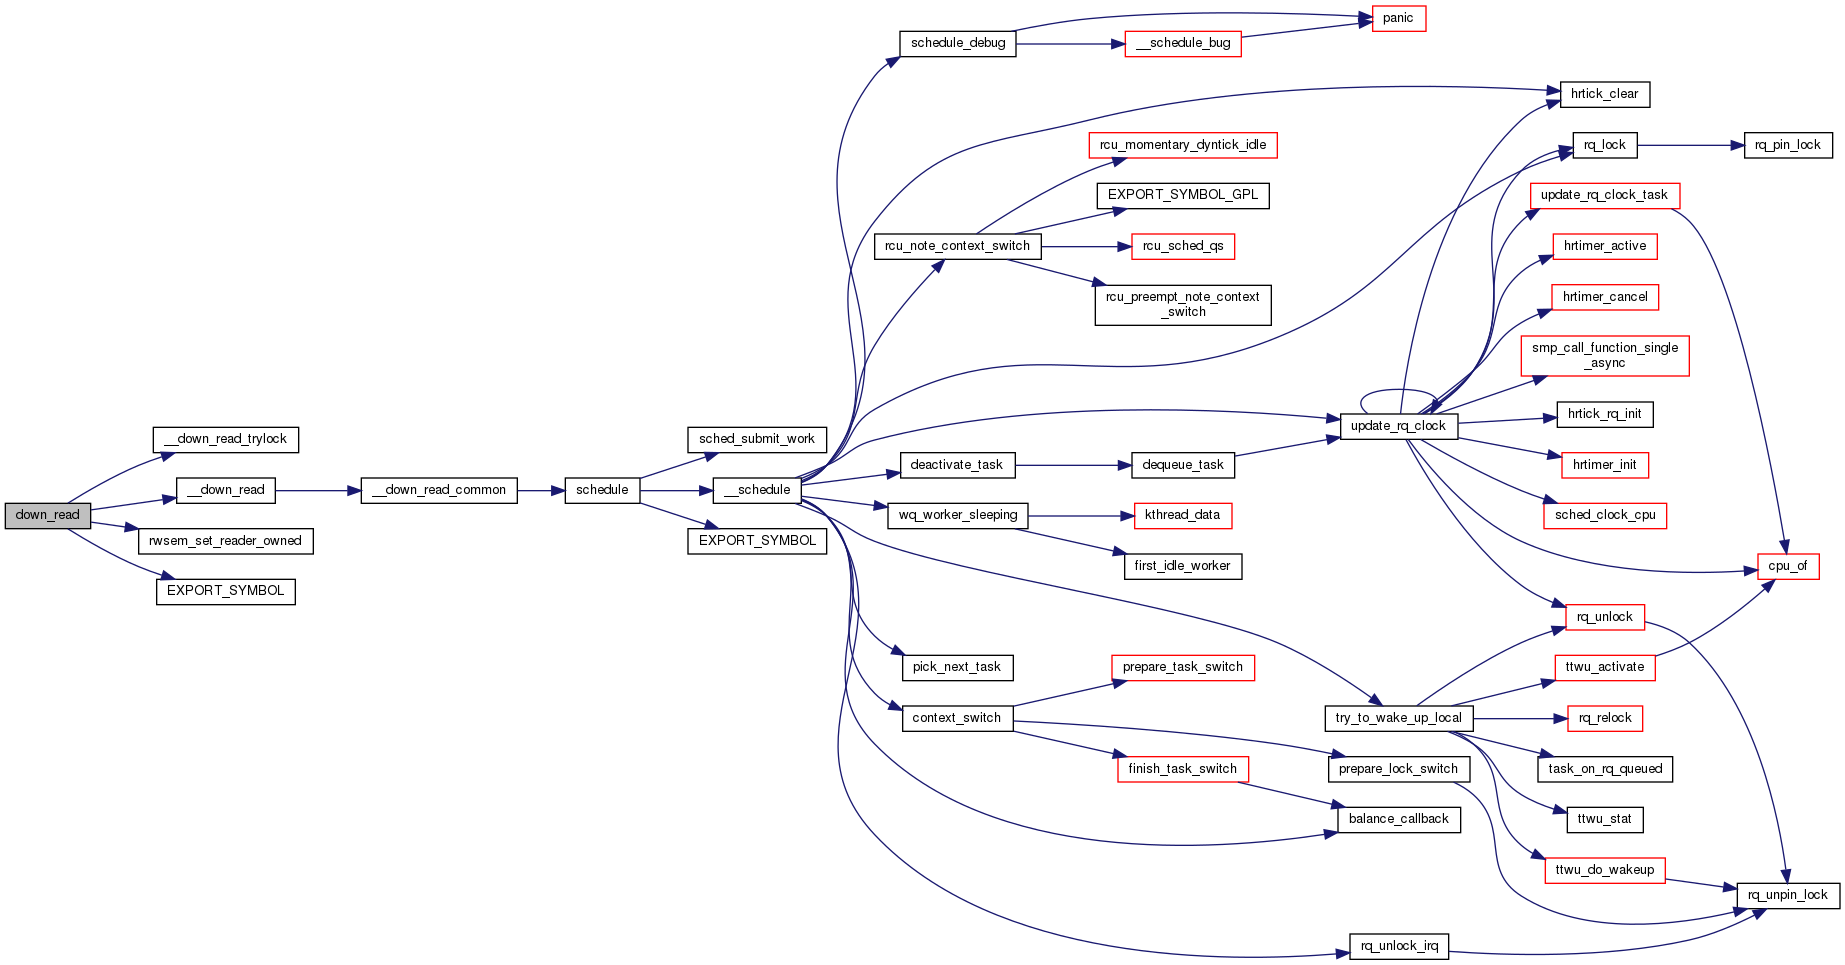 down_read
__down_read_trylock
__down_read
rwsem_set_reader_owned
EXPORT_SYMBOL
__down_read_common
schedule
sched_submit_work
__schedule
EXPORT_SYMBOL
schedule_debug
rcu_note_context_switch
deactivate_task
wq_worker_sleeping
pick_next_task
context_switch
panic
__schedule_bug
rcu_momentary_dyntick_idle
EXPORT_SYMBOL_GPL
rcu_sched_qs
rcu_preempt_note_context
_switch
dequeue_task
kthread_data
first_idle_worker
prepare_task_switch
finish_task_switch
update_rq_clock
try_to_wake_up_local
prepare_lock_switch
balance_callback
rq_unlock_irq
hrtick_clear
rq_lock
update_rq_clock_task
hrtimer_active
hrtimer_cancel
smp_call_function_single
_async
hrtick_rq_init
hrtimer_init
sched_clock_cpu
rq_unlock
ttwu_activate
rq_relock
task_on_rq_queued
ttwu_stat
ttwu_do_wakeup
rq_pin_lock
cpu_of
rq_unpin_lock